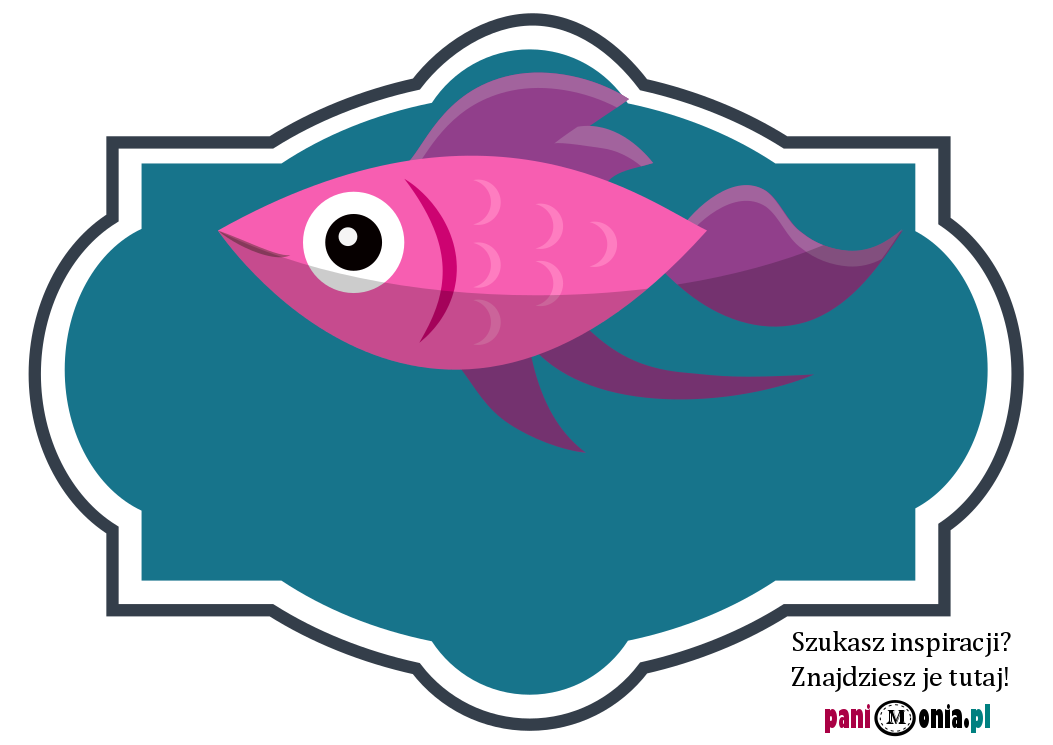 Szukasz inspiracji?
Znajdziesz je tutaj!
paniMonia.pl